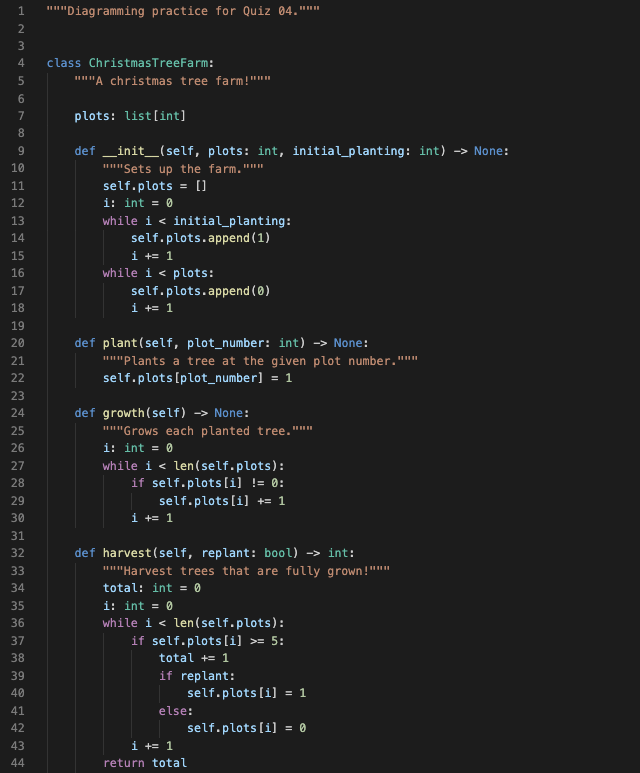 1 """Diagramming practice for Quiz 04."""
2
3
4 class ChristmasTreeFarm:
5     """A christmas tree farm!"""
6
7     plots: list[int]
8
9     def __init__(self, plots: int, initial_planting: int) -> None:
10         """Sets up the farm."""
11         self.plots = []
12         i: int = 0
13         while i < initial_planting:
14             self.plots.append(1)
15             i += 1
16         while i < plots:
17             self.plots.append(0)
18             i += 1
19
20     def plant(self, plot_number: int) -> None:
21         """Plants a tree at the given plot number."""
22         self.plots[plot_number] = 1
23
24     def growth(self) -> None:
25         """Grows each planted tree."""
26         i: int = 0
27         while i < len(self.plots):
28             if self.plots[i] != 0:
29                 self.plots[i] += 1
30             i += 1
31
32     def harvest(self, replant: bool) -> int:
33         """Harvest trees that are fully grown!"""
34         total: int = 0
35         i: int = 0
36         while i < len(self.plots):
37             if self.plots[i] >= 5:
38                 total += 1
39                 if replant:
40                     self.plots[i] = 1
41                 else:
42                     self.plots[i] = 0
43             i += 1
44         return total